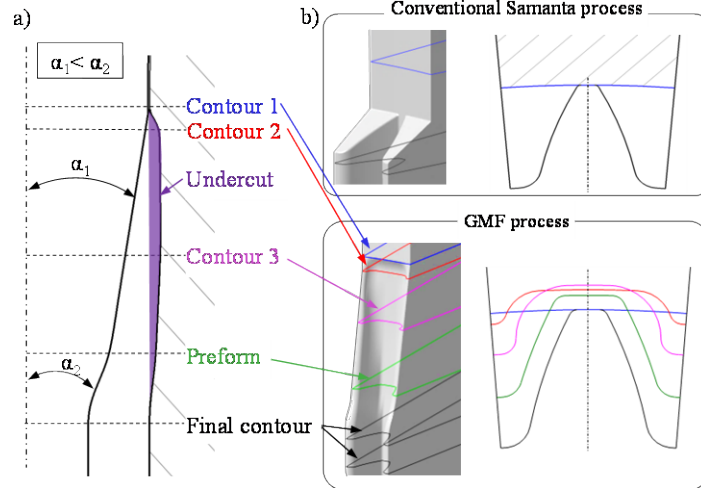 a)
α₁< α₂
α₁
α₂
Contour 1
Contour 2
Undercut
Contour 3
Preform
Final contour
b)
Conventional Samanta process
GMF process